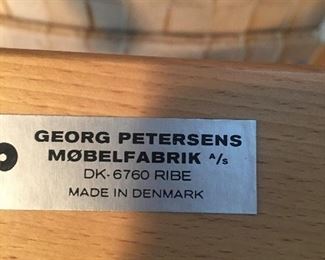 GEORG PETERSENS
MØBELFABRIK A/s
DK-6760 RIBE
MADE IN DENMARK